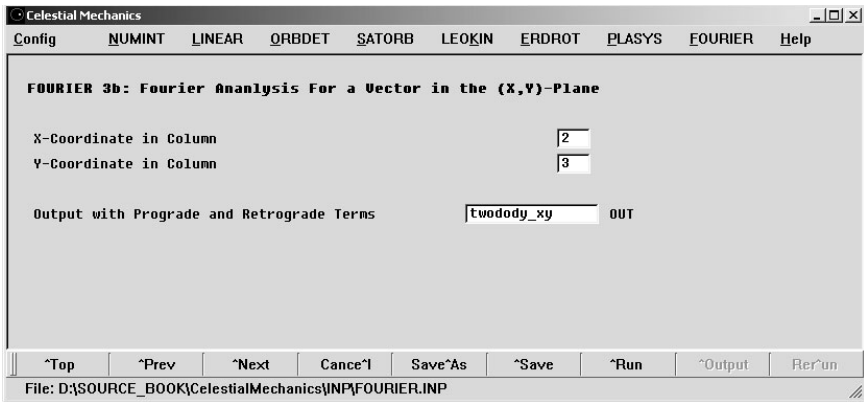 Celestial Mechanics
Config NUMINT LINEAR ORBDET SATORB LEOKIN ERDROT PLASYS FOURIER Help
FOURIER 3b: Fourier Ananlysis For a Vector in the (X,Y)-Plane
X-Coordinate in Column 2
Y-Coordinate in Column 3
Output with Prograde and Retrograde Terms twodody_xy OUT
^Top ^Prev ^Next Cance^l Save^As ^Save ^Run ^Output Rer^un
File: D:\SOURCE_BOOK\CelestialMechanics\INP\FOURIER.INP